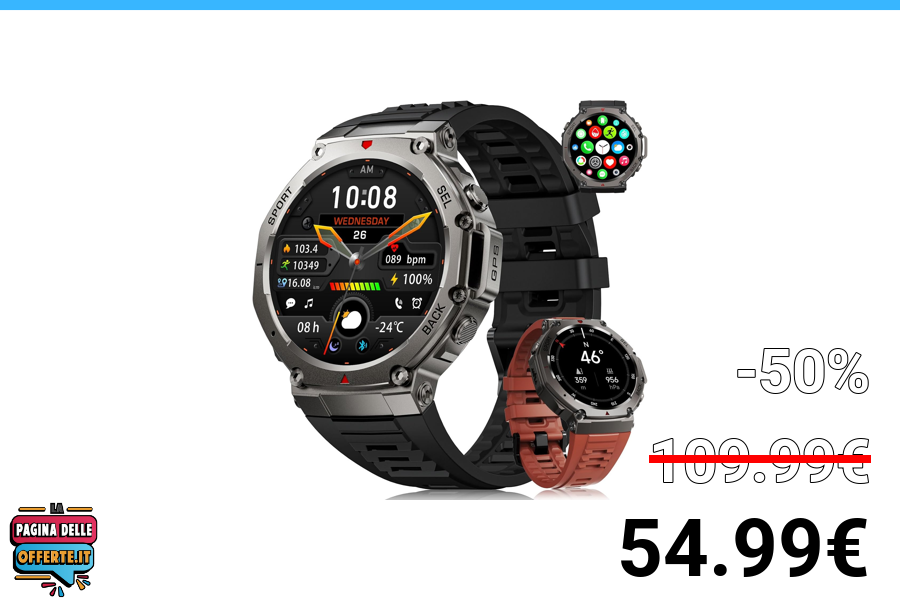 AM
10:08
WEDNESDAY
26
SPORT
SEL
GPS
BACK
103.4
10349
16.08
089 bpm
100%
08 h
-24°C
N
46°
359
m
956
hPa
-50%
109.99€
54.99€
LA
PAGINA DELLE
OFFERTE.IT